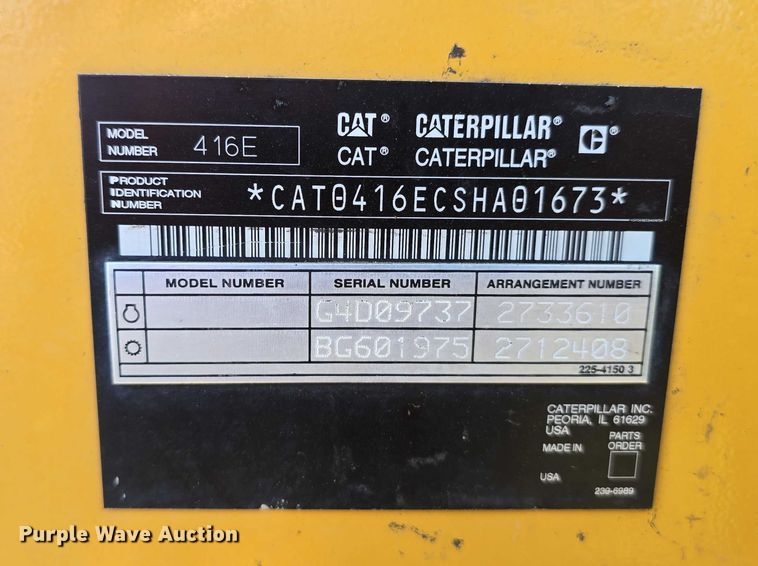 CAT® CATERPILLAR® C®
CAT® CATERPILLAR®
MODEL NUMBER 416E
PRODUCT IDENTIFICATION NUMBER *CAT0416ECSHA01673*
MODEL NUMBER SERIAL NUMBER ARRANGEMENT NUMBER
G4D09737 2733610
BG601975 2712408
225-4150 3
CATERPILLAR INC.
PEORIA, IL 61629
USA
MADE IN
PARTS ORDER
USA
239-6989
Purple Wave Auction